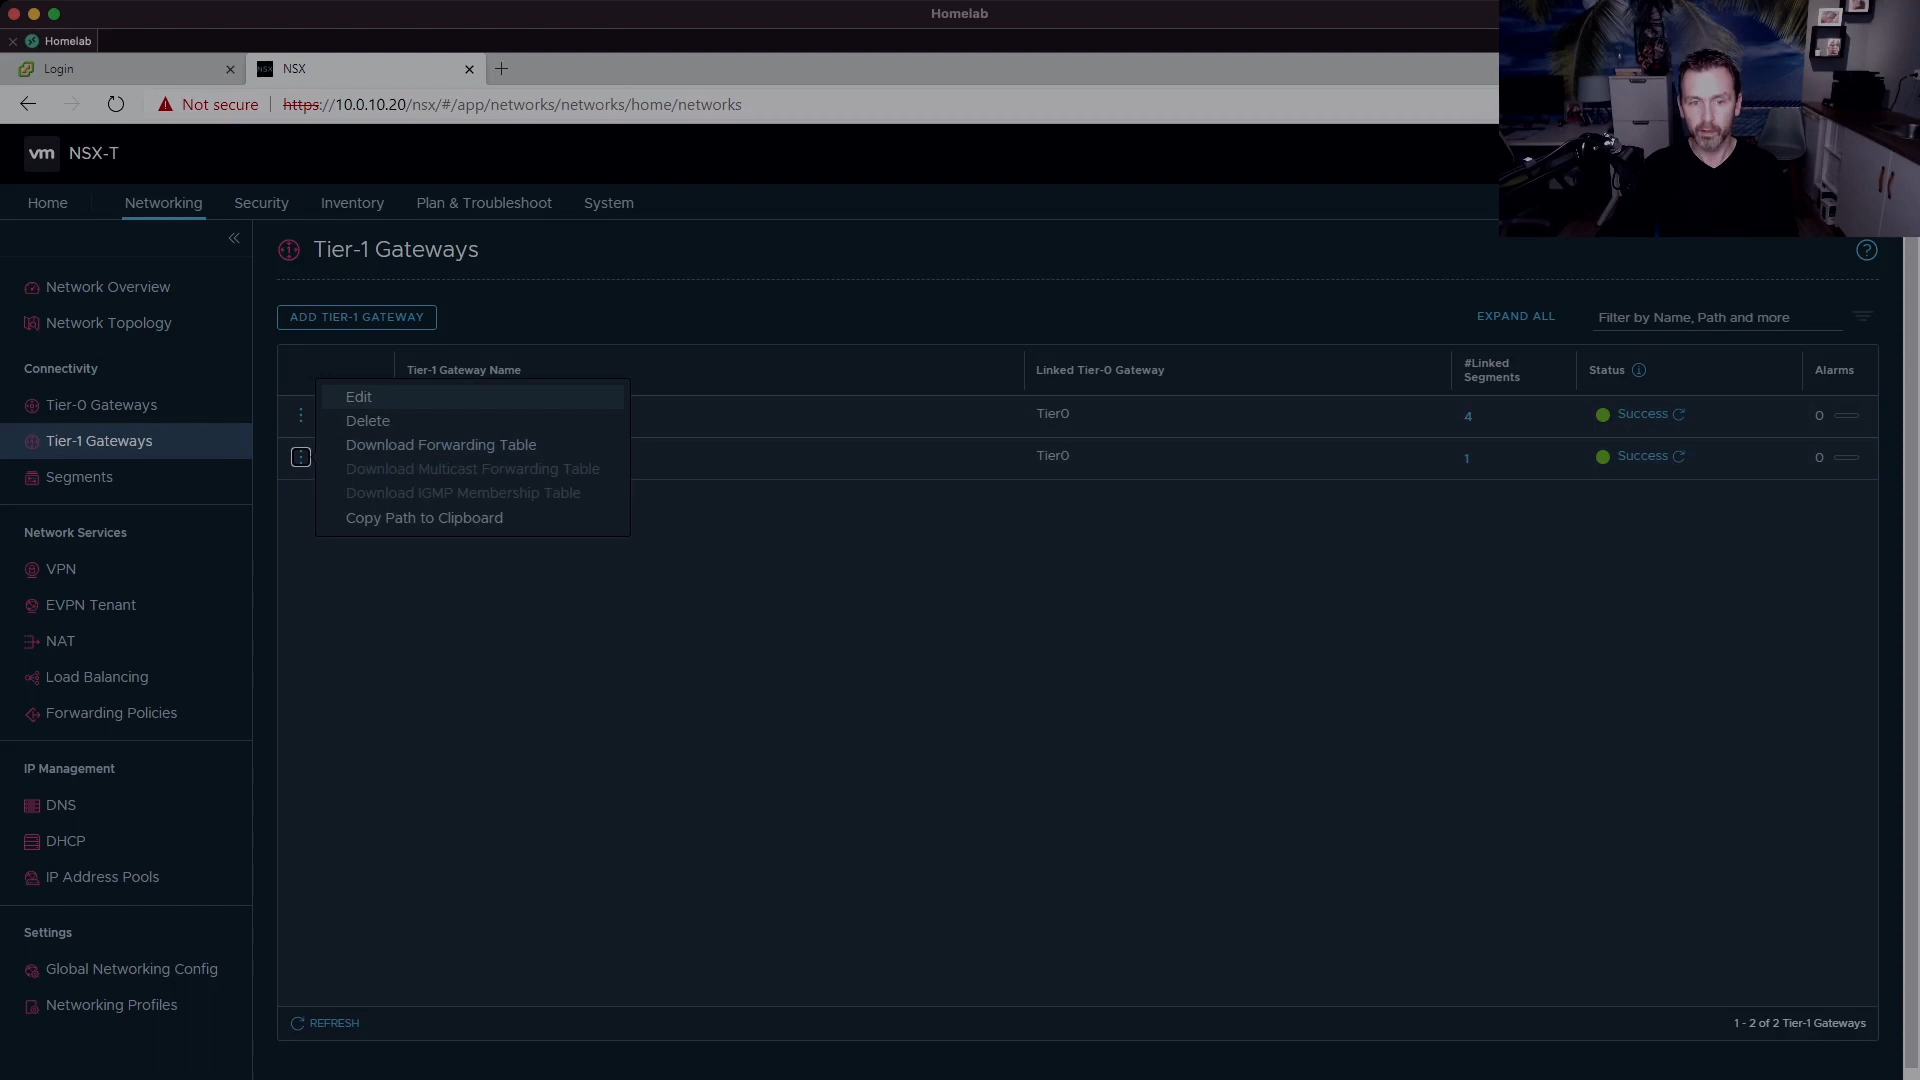 Homelab
Homelab
Login
NSX
Not secure
https://10.0.10.20/nsx/#/app/networks/networks/home/networks
vm NSX-T
Home
Networking
Security
Inventory
Plan & Troubleshoot
System
Network Overview
Network Topology
Connectivity
Tier-0 Gateways
Tier-1 Gateways
Segments
Network Services
VPN
EVPN Tenant
NAT
Load Balancing
Forwarding Policies
IP Management
DNS
DHCP
IP Address Pools
Settings
Global Networking Config
Networking Profiles
Tier-1 Gateways
ADD TIER-1 GATEWAY
EXPAND ALL
Filter by Name, Path and more
Tier-1 Gateway Name
Linked Tier-0 Gateway
#Linked
Segments
Status
Alarms
Tier0
4
Success
0
Tier0
1
Success
0
Edit
Delete
Download Forwarding Table
Download Multicast Forwarding Table
Download IGMP Membership Table
Copy Path to Clipboard
REFRESH
1 - 2 of 2 Tier-1 Gateways